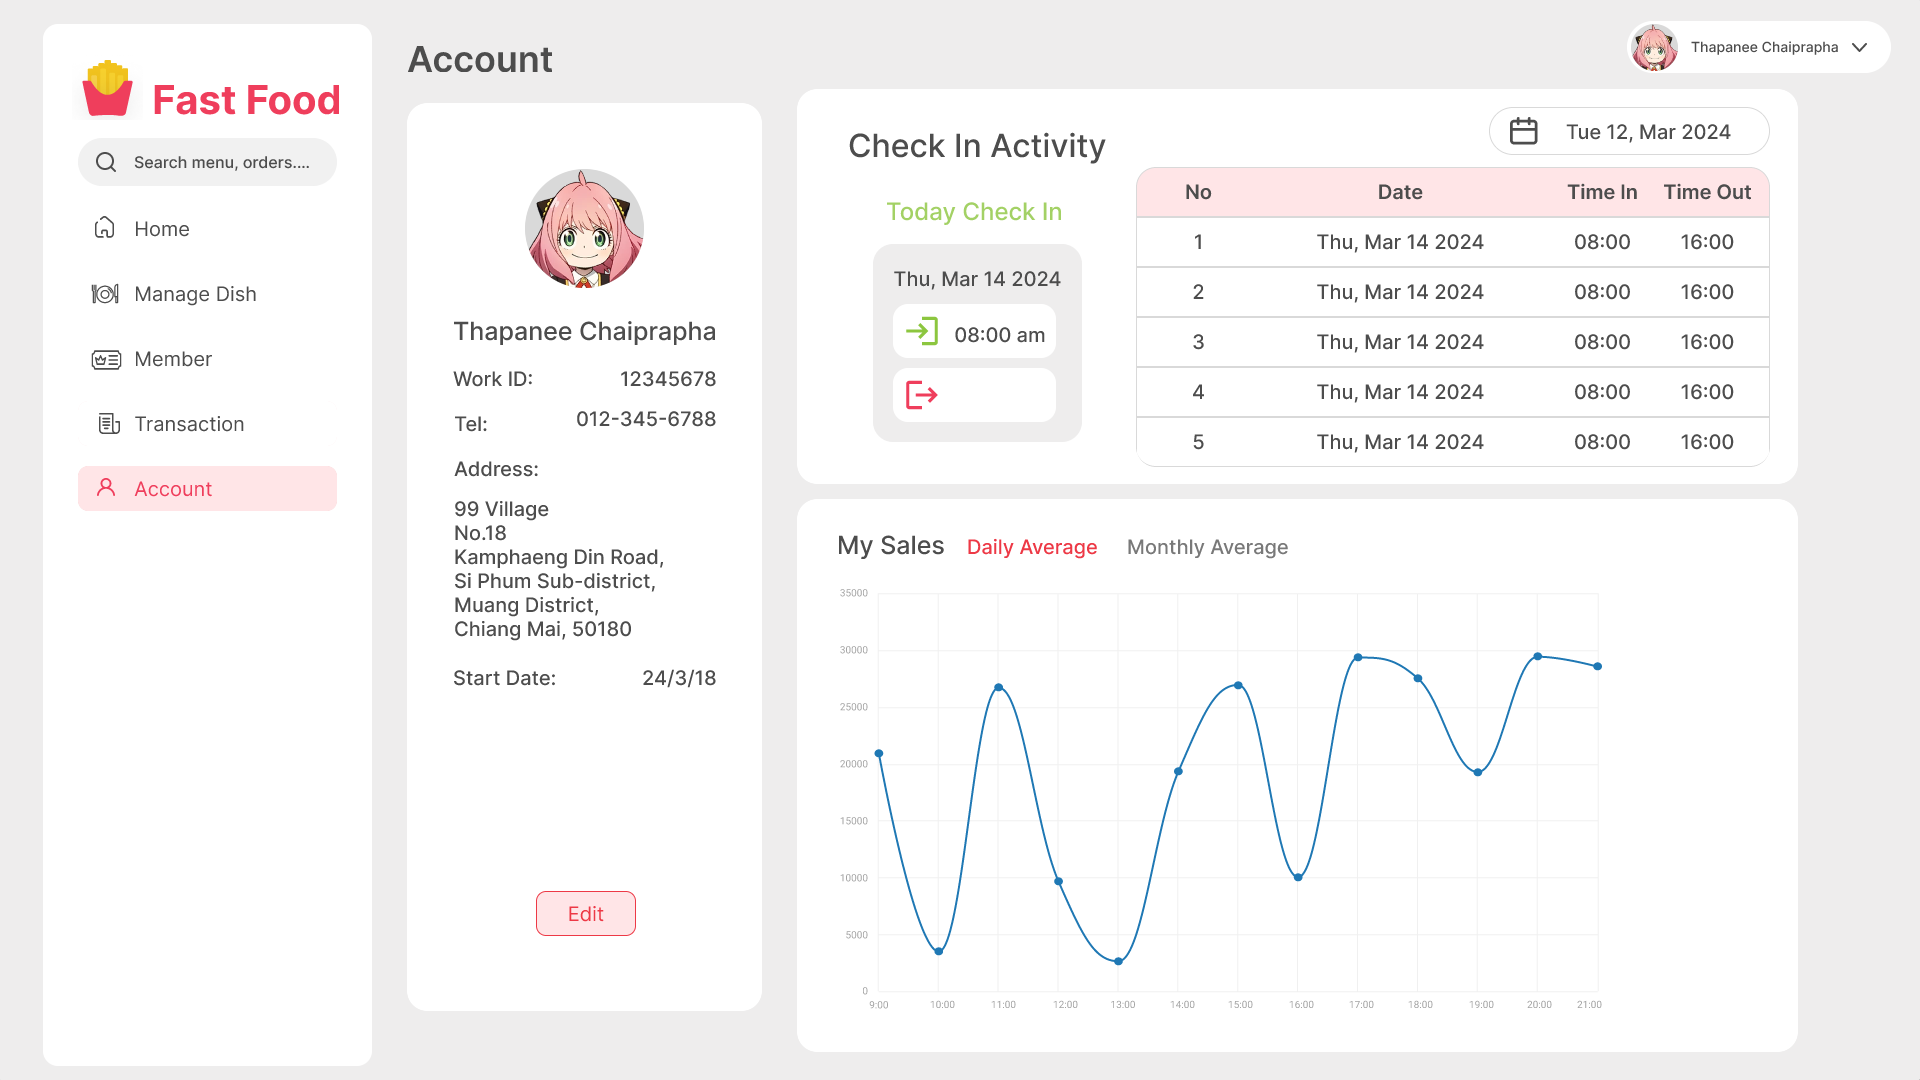 Fast Food
Search menu, orders....
Home
Manage Dish
Member
Transaction
Account
Account
Thapanee Chaiprapha
Thapanee Chaiprapha
Work ID: 12345678
Tel: 012-345-6788
Address:
99 Village
No.18
Kamphaeng Din Road,
Si Phum Sub-district,
Muang District,
Chiang Mai, 50180
Start Date: 24/3/18
Edit
Check In Activity
Tue 12, Mar 2024
Today Check In
Thu, Mar 14 2024
08:00 am
No Date Time In Time Out
1 Thu, Mar 14 2024 08:00 16:00
2 Thu, Mar 14 2024 08:00 16:00
3 Thu, Mar 14 2024 08:00 16:00
4 Thu, Mar 14 2024 08:00 16:00
5 Thu, Mar 14 2024 08:00 16:00
My Sales Daily Average Monthly Average
35000
30000
25000
20000
15000
10000
5000
0
9:00 10:00 11:00 12:00 13:00 14:00 15:00 16:00 17:00 18:00 19:00 20:00 21:00